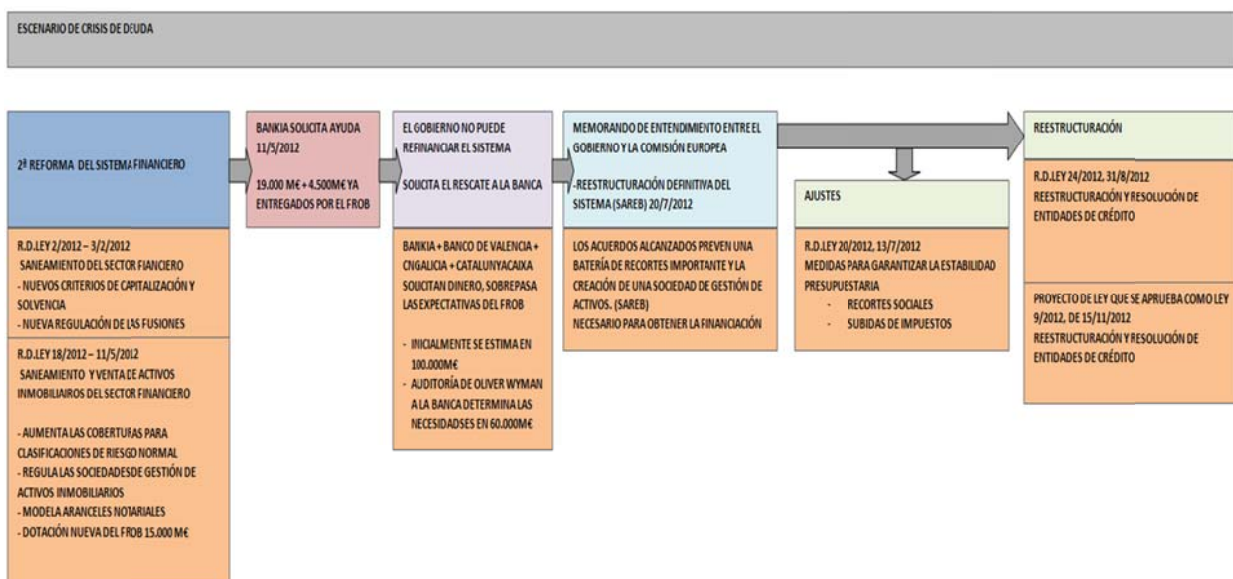 ESCENARIO DE CRISIS DE DEUDA
2ª REFORMA DEL SISTEMA FINANCIERO
R.D.LEY 2/2012 – 3/2/2012
SANEAMIENTO DEL SECTOR FIANCIERO
- NUEVOS CRITERIOS DE CAPITALIZACIÓN Y
SOLVENCIA
- NUEVA REGULACIÓN DE LAS FUSIONES
R.D.LEY 18/2012 – 11/5/2012
SANEAMIENTO Y VENTA DE ACTIVOS
INMOBILIAIROS DEL SECTOR FINANCIERO
- AUMENTA LAS COBERTURAS PARA
CLASIFICACIONES DE RIESGO NORMAL
- REGULA LAS SOCIEDADES DE GESTIÓN DE
ACTIVOS INMOBILIARIOS
- MODELA ARANCELES NOTARIALES
- DOTACIÓN NUEVA DEL FROB 15.000 M€
BANKIA SOLICITA AYUDA
11/5/2012
19.000 M€ + 4.500M€ YA
ENTREGADOS POR EL FROB
EL GOBIERNO NO PUEDE
REFINANCIAR EL SISTEMA
SOLICITA EL RESCATE A LA BANCA
BANKIA + BANCO DE VALENCIA +
CNGALICIA + CATALUNYACAIXA
SOLICITAN DINERO, SOBREPASA
LAS EXPECTATIVAS DEL FROB
- INICIALMENTE SE ESTIMA EN
100.000M€
- AUDITORÍA DE OLIVER WYMAN
A LA BANCA DETERMINA LAS
NECESIDADSES EN 60.000M€
MEMORANDO DE ENTENDIMIENTO ENTRE EL
GOBIERNO Y LA COMISIÓN EUROPEA
-REESTRUCTURACIÓN DEFINITIVA DEL
SISTEMA (SAREB) 20/7/2012
LOS ACUERDOS ALCANZADOS PREVEN UNA
BATERÍA DE RECORTES IMPORTANTE Y LA
CREACIÓN DE UNA SOCIEDAD DE GESTIÓN DE
ACTIVOS. (SAREB)
NECESARIO PARA OBTENER LA FINANCIACIÓN
AJUSTES
R.D.LEY 20/2012, 13/7/2012
MEDIDAS PARA GARANTIZAR LA ESTABILIDAD
PRESUPUESTARIA
- RECORTES SOCIALES
- SUBIDAS DE IMPUESTOS
REESTRUCTURACIÓN
R.D.LEY 24/2012, 31/8/2012
REESTRUCTURACIÓN Y RESOLUCIÓN DE
ENTIDADES DE CRÉDITO
PROYECTO DE LEY QUE SE APRUEBA COMO LEY
9/2012, DE 15/11/2012
REESTRUCTURACIÓN Y RESOLUCIÓN DE
ENTIDADES DE CRÉDITO